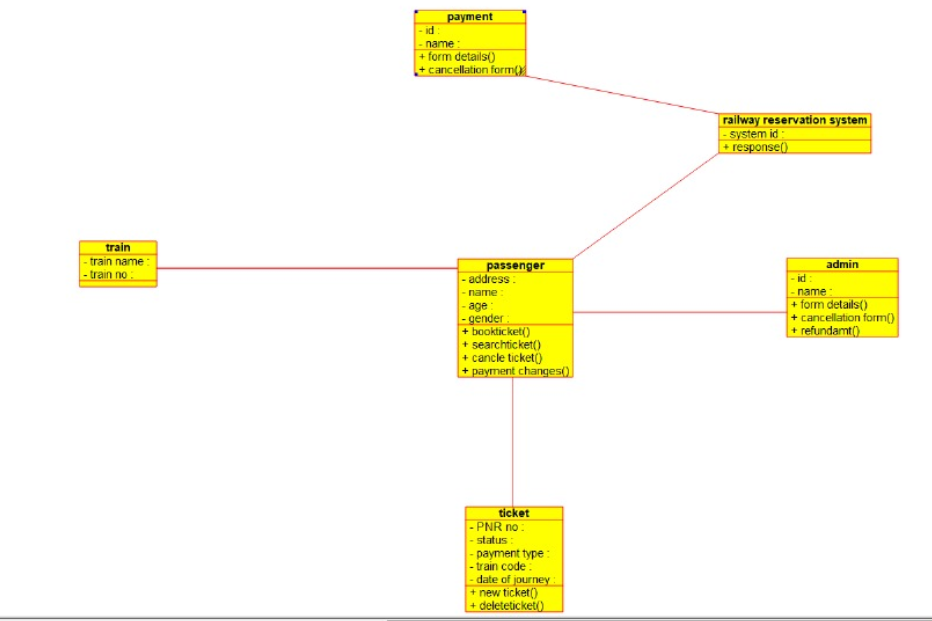 payment
- id :
- name :
+ form details()
+ cancellation form()
railway reservation system
- system id :
+ response()
train
- train name :
- train no :
passenger
- address :
- name :
- age :
- gender :
+ bookticket()
+ searchticket()
+ cancle ticket()
+ payment changes()
admin
- id :
- name :
+ form details()
+ cancellation form()
+ refundamt()
ticket
- PNR no :
- status :
- payment type :
- train code :
- date of journey :
+ new ticket()
+ deleteticket()